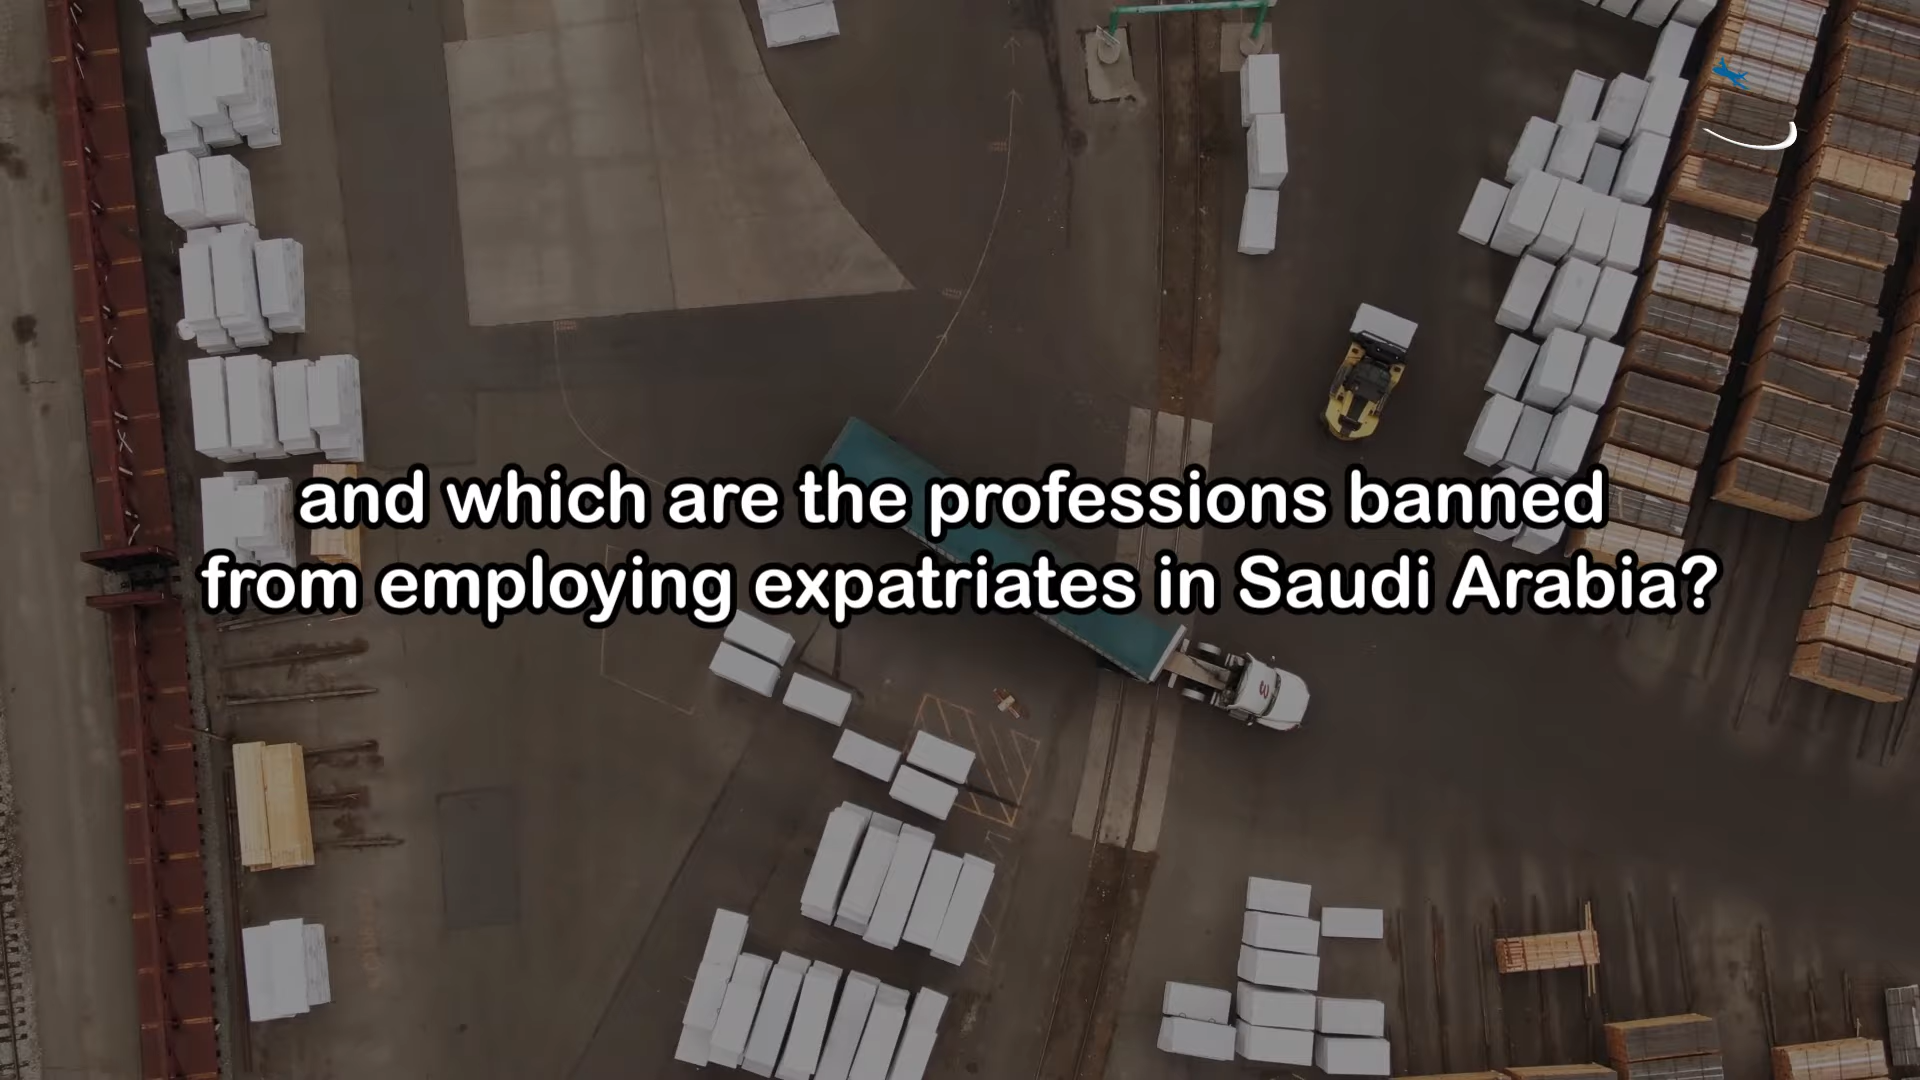 and which are the professions banned
from employing expatriates in Saudi Arabia?